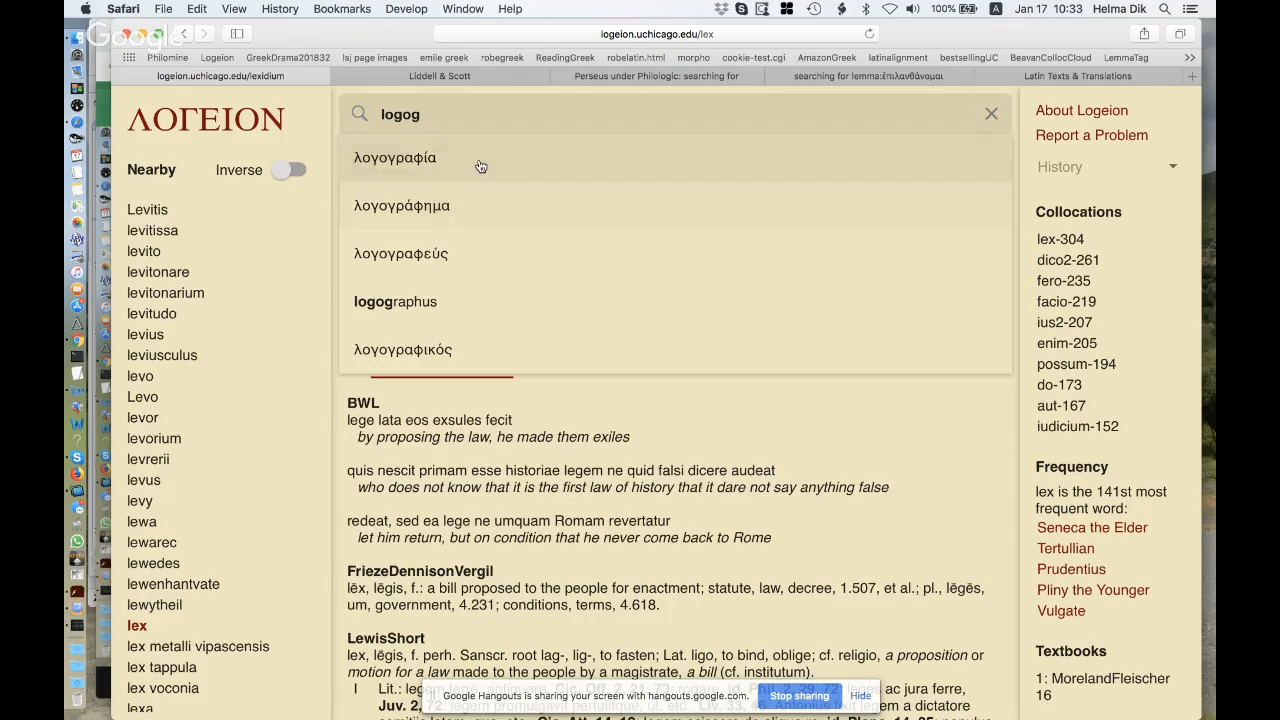 Safari File Edit View History Bookmarks Develop Window Help 100% A Jan 17 10:33 Helma Dik
Google
logeion.uchicago.edu/lex
Philomine Logeion GreekDrama201832 lsj page images emlie greek robegreek ReadingGreek robelatin.html morpho cookie-test.cgi AmazonGreek latinalignment bestsellingUC BeavanCollocCloud LemmaTag
logeion.uchicago.edu/lexidium Liddell & Scott Perseus under Philologic: searching for searching for lemma:ἐπιλανθάνομαι Latin Texts & Translations
ΛΟΓΕΙΟΝ
Nearby Inverse
Levitis
levitissa
levito
levitonare
levitonarium
levitudo
levius
leviusculus
levo
Levo
levor
levorium
levrerii
levus
levy
lewa
lewarec
lewedes
lewenhantvate
lewytheil
lex
lex metalli vipascensis
lex tappula
lex voconia
lexa
logog
λογογραφία
λογογράφημα
λογογραφεύς
logographus
λογογραφικός
BWL
lege lata eos exsules fecit
by proposing the law, he made them exiles
quis nescit primam esse historiae legem ne quid falsi dicere audeat
who does not know that it is the first law of history that it dare not say anything false
redeat, sed ea lege ne umquam Romam revertatur
let him return, but on condition that he never come back to Rome
FriezeDennisonVergil
lēx, lēgis, f.: a bill proposed to the people for enactment; statute, law, decree, 1.507, et al.; pl., lēgēs,
um, government, 4.231; conditions, terms, 4.618.
LewisShort
lex, lēgis, f. perh. Sanscr. root lag-, lig-, to fasten; Lat. ligo, to bind, oblige; cf. religio, a proposition or
motion for a law made to the people by a magistrate, a bill (cf. institutum).
I Lit.: legem ac jura ferre,
Juv. 2, 72 legem a dictator
Google Hangouts is sharing your screen with hangouts.google.com. Stop sharing Hide
About Logeion
Report a Problem
History
Collocations
lex-304
dico2-261
fero-235
facio-219
ius2-207
enim-205
possum-194
do-173
aut-167
iudicium-152
Frequency
lex is the 141st most
frequent word:
Seneca the Elder
Tertullian
Prudentius
Pliny the Younger
Vulgate
Textbooks
1: MorelandFleischer
16